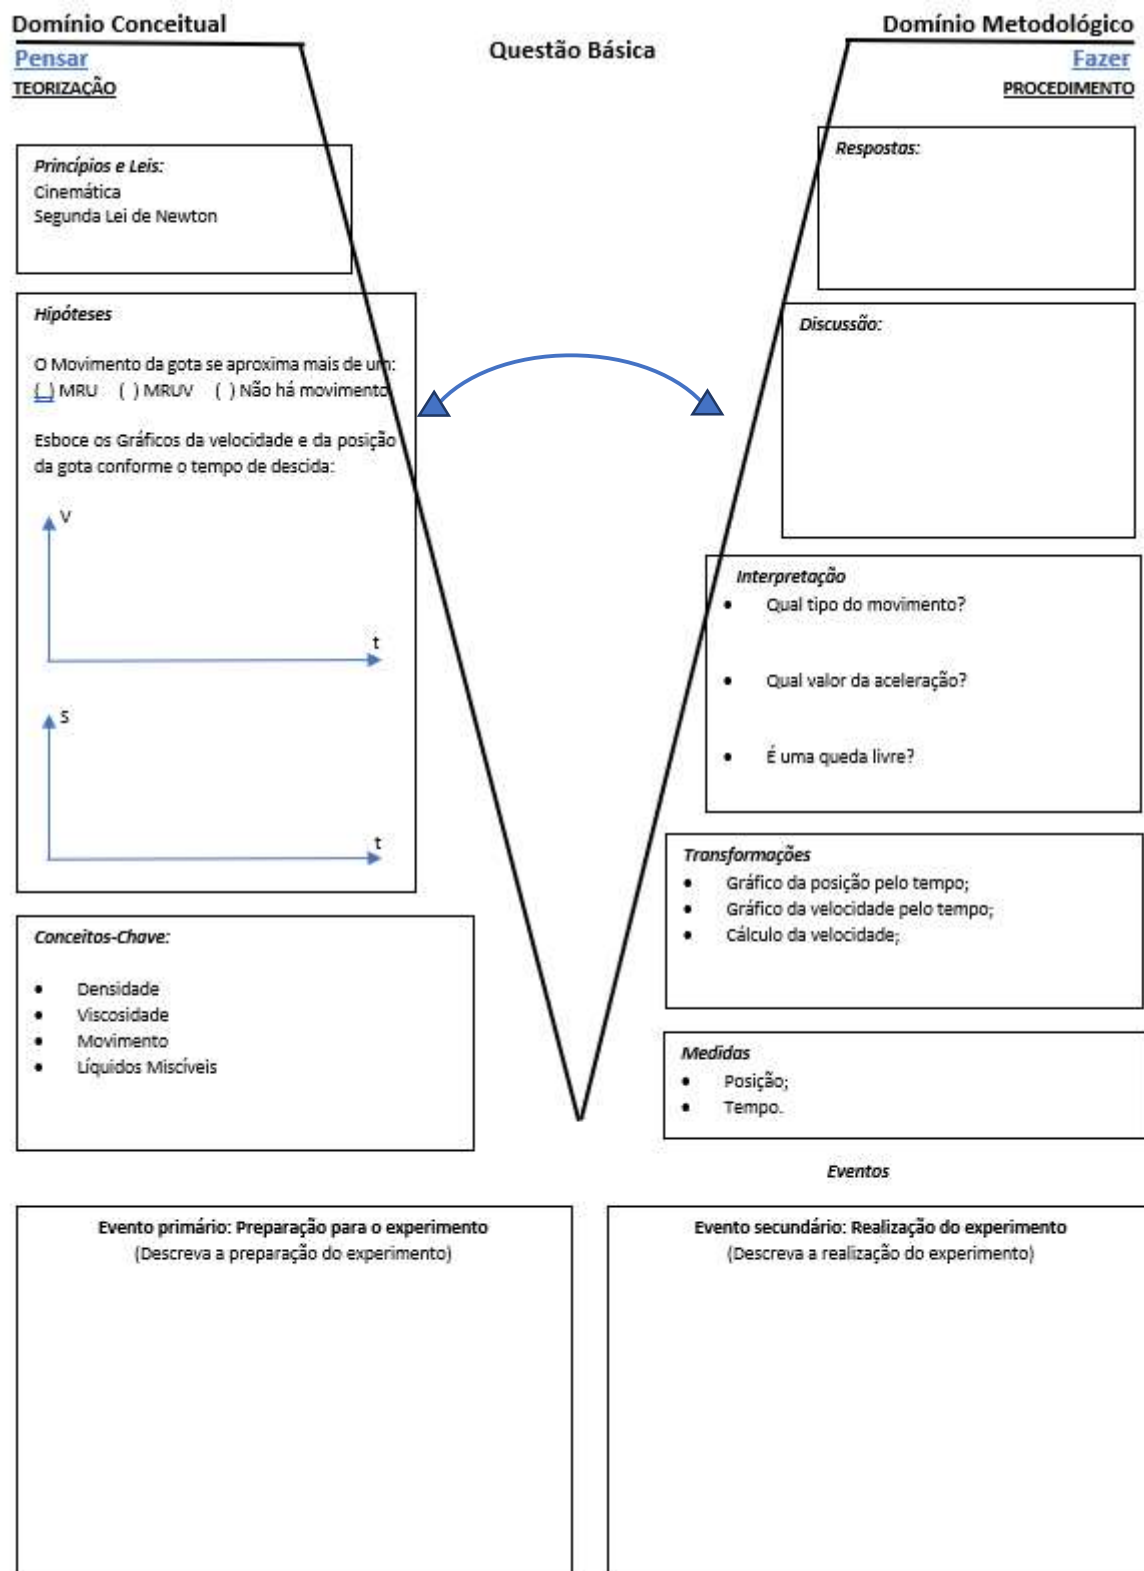 Domínio Conceitual
Pensar
TEORIZAÇÃO
Questão Básica
Domínio Metodológico
Fazer
PROCEDIMENTO
Princípios e Leis:
Cinemática
Segunda Lei de Newton
Hipóteses
O Movimento da gota se aproxima mais de um:
( ) MRU ( ) MRUV ( ) Não há movimento
Esboce os Gráficos da velocidade e da posição
da gota conforme o tempo de descida:
V
t
S
t
Conceitos-Chave:
• Densidade
• Viscosidade
• Movimento
• Líquidos Miscíveis
Respostas:
Discussão:
Interpretação
• Qual tipo do movimento?
• Qual valor da aceleração?
• É uma queda livre?
Transformações
• Gráfico da posição pelo tempo;
• Gráfico da velocidade pelo tempo;
• Cálculo da velocidade;
Medidas
• Posição;
• Tempo.
Eventos
Evento primário: Preparação para o experimento
(Descreva a preparação do experimento)
Evento secundário: Realização do experimento
(Descreva a realização do experimento)